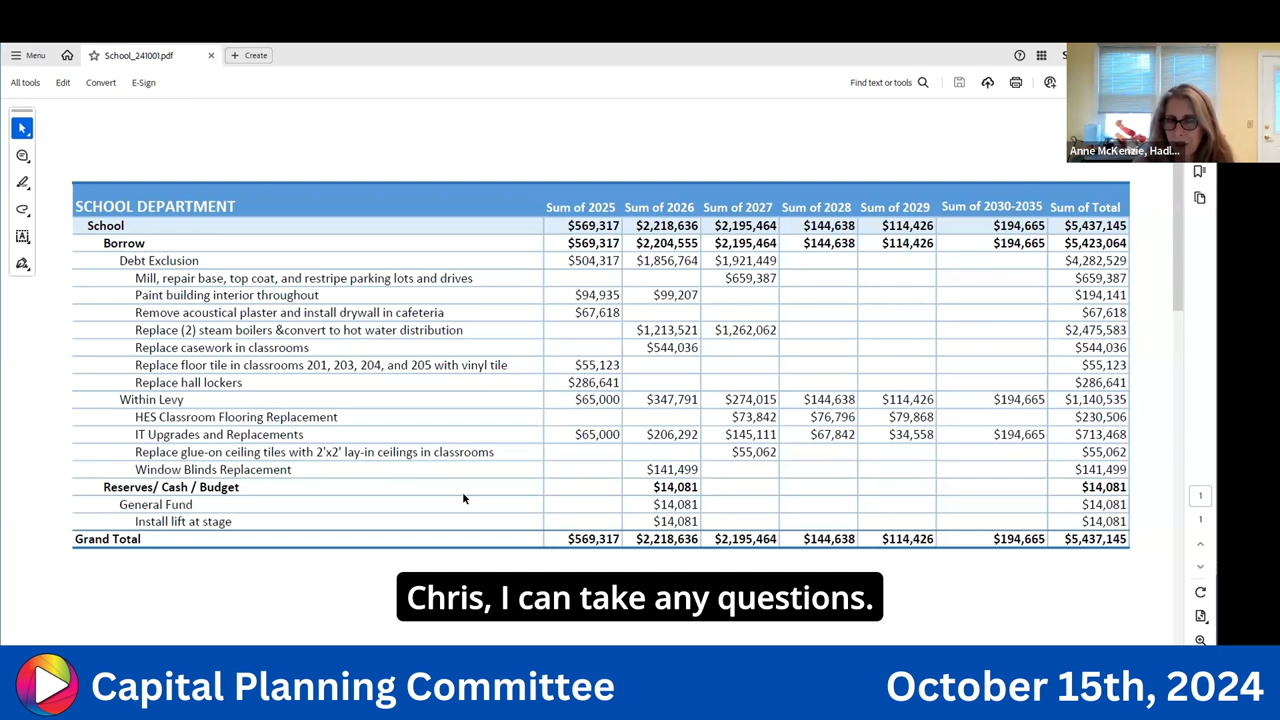 Menu
School_241001.pdf
Create
All tools Edit Convert E-Sign
Find text or tools
Anne McKenzie, Hadl...
SCHOOL DEPARTMENT Sum of 2025 Sum of 2026 Sum of 2027 Sum of 2028 Sum of 2029 Sum of 2030-2035 Sum of Total
School $569,317 $2,218,636 $2,195,464 $144,638 $114,426 $194,665 $5,437,145
Borrow $569,317 $2,204,555 $2,195,464 $144,638 $114,426 $194,665 $5,423,064
Debt Exclusion $504,317 $1,856,764 $1,921,449 $4,282,529
Mill, repair base, top coat, and restripe parking lots and drives $659,387 $659,387
Paint building interior throughout $94,935 $99,207 $194,141
Remove acoustical plaster and install drywall in cafeteria $67,618 $67,618
Replace (2) steam boilers &convert to hot water distribution $1,213,521 $1,262,062 $2,475,583
Replace casework in classrooms $544,036 $544,036
Replace floor tile in classrooms 201, 203, 204, and 205 with vinyl tile $55,123 $55,123
Replace hall lockers $286,641 $286,641
Within Levy $65,000 $347,791 $274,015 $144,638 $114,426 $194,665 $1,140,535
HES Classroom Flooring Replacement $73,842 $76,796 $79,868 $230,506
IT Upgrades and Replacements $65,000 $206,292 $145,111 $67,842 $34,558 $194,665 $713,468
Replace glue-on ceiling tiles with 2'x2' lay-in ceilings in classrooms $55,062 $55,062
Window Blinds Replacement $141,499 $141,499
Reserves/ Cash / Budget $14,081 $14,081
General Fund $14,081 $14,081
Install lift at stage $14,081 $14,081
Grand Total $569,317 $2,218,636 $2,195,464 $144,638 $114,426 $194,665 $5,437,145
1
1
Chris, I can take any questions.
Capital Planning Committee October 15th, 2024